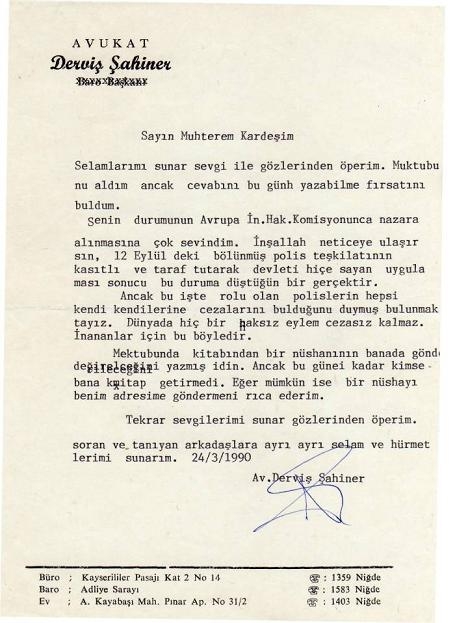 AVUKAT
Derviş Şahiner
Baro Başkanı
Sayın Muhterem Kardeşim
Selamlarımı sunar sevgi ile gözlerinden öperim. Muktubu
nu aldım ancak cevabını bu günh yazabilme fırsatını
buldum.
Senin durumunun Avrupa İn.Hak.Komisyonunca nazara
alınmasına çok sevindim. İnşallah neticeye ulaşır
sın, 12 Eylül deki bölünmüş polis teşkilatının
kasıtlı ve taraf tutarak devleti hiçe sayan uygula
ması sonucu bu duruma düştüğün bir gerçektir.
Ancak bu işte rolu olan polislerin hepsi
kendi kendilerine cezalarını bulduğunu duymuş bulunmak
tayız. Dünyada hiç bir haksız eylem cezasız kalmaz.
İnananlar için bu böyledir.
Mektubunda kitabından bir nüshanının banada gönde
bileceğini yazmış idin. Ancak bu günei kadar kimse
bana kitap getirmedi. Eğer mümkün ise bir nüshayı
benim adresime göndermeni rıca ederim.
Tekrar sevgilerimi sunar gözlerinden öperim.
soran ve tanıyan arkadaşlara ayrı ayrı selam ve hürmet
lerimi sunarım. 24/3/1990
Av.Derviş Şahiner
Büro ; Kayserililer Pasajı Kat 2 No 14 ☎ : 1359 Niğde
Baro ; Adliye Sarayı ☎ : 1583 Niğde
Ev ; A. Kayabaşı Mah. Pınar Ap. No 31/2 ☎ : 1403 Niğde